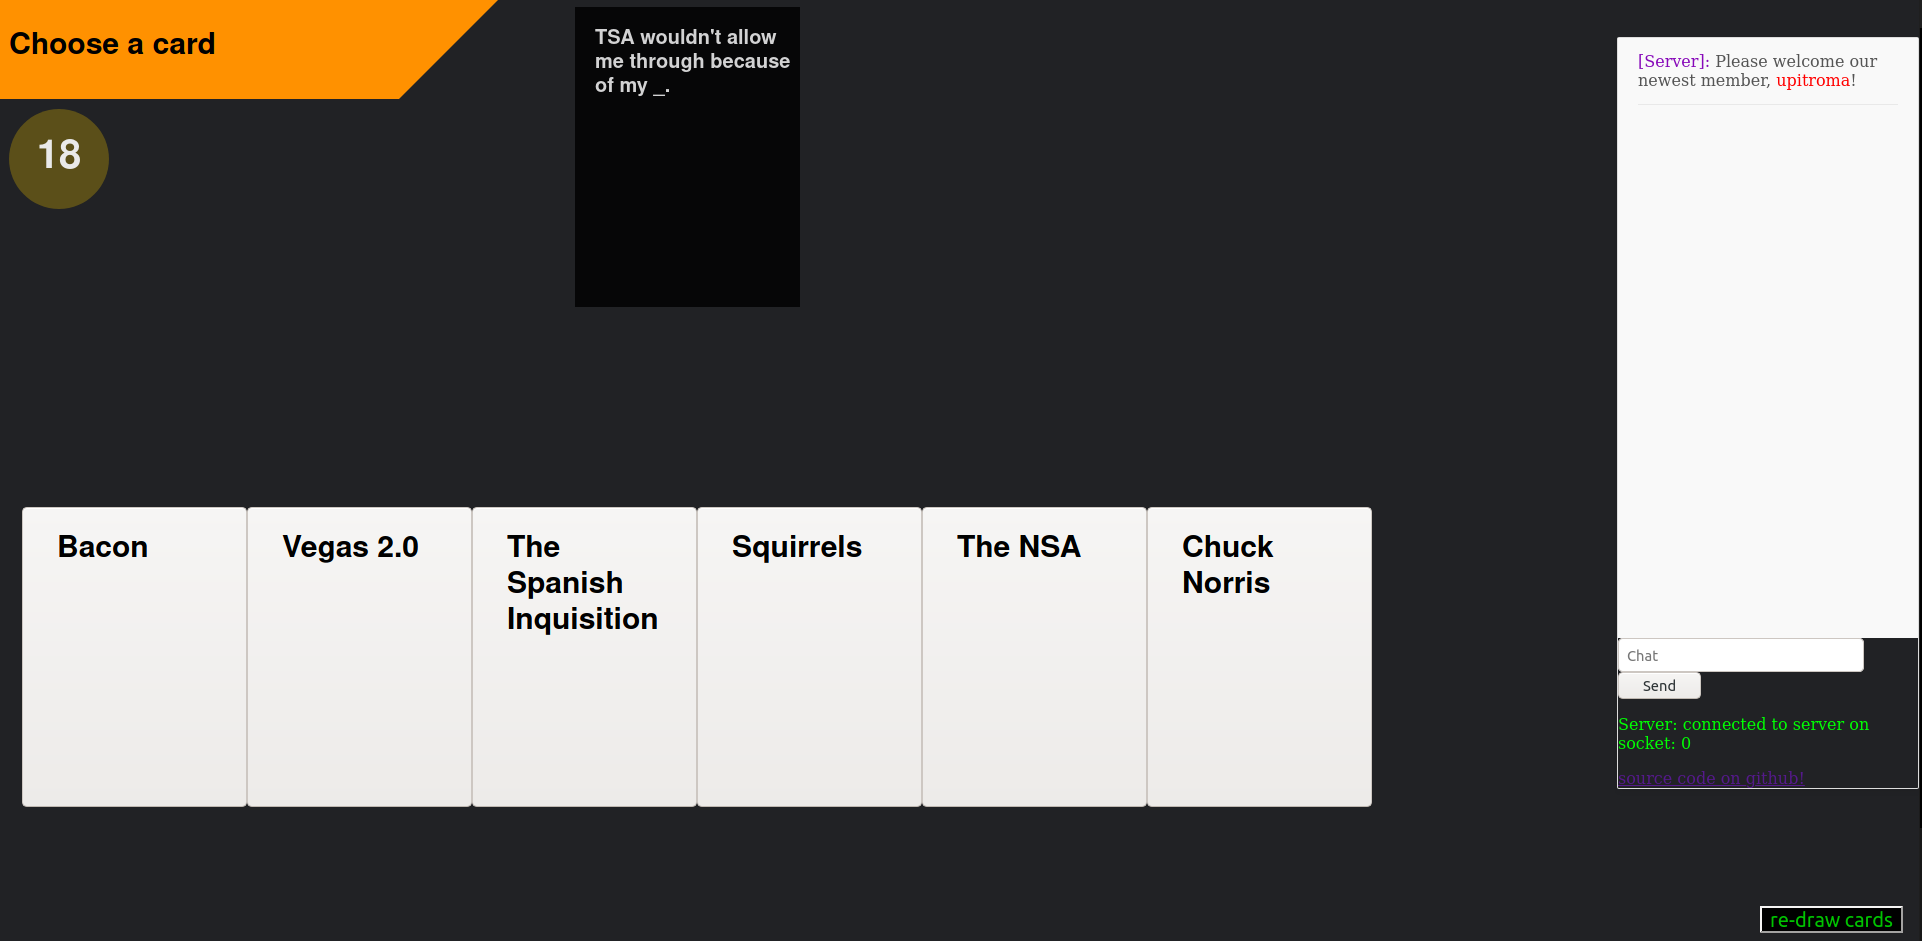 Choose a card
18
TSA wouldn't allow
me through because
of my _.
Bacon
Vegas 2.0
The
Spanish
Inquisition
Squirrels
The NSA
Chuck
Norris
[Server]: Please welcome our
newest member, upitroma!
Chat
Send
Server: connected to server on
socket: 0
source code on github!
re-draw cards